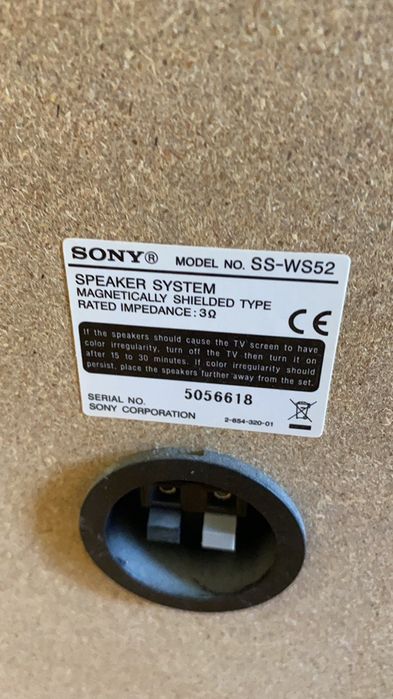 SONY® MODEL NO. SS-WS52
SPEAKER SYSTEM
MAGNETICALLY SHIELDED TYPE
RATED IMPEDANCE : 3Ω
CE
If the speakers should cause the TV screen to have
color irregularity, turn off the TV then turn it on
after 15 to 30 minutes. If color irregularity should
persist, place the speakers further away from the set.
SERIAL NO. 5056618
SONY CORPORATION 2-654-320-01